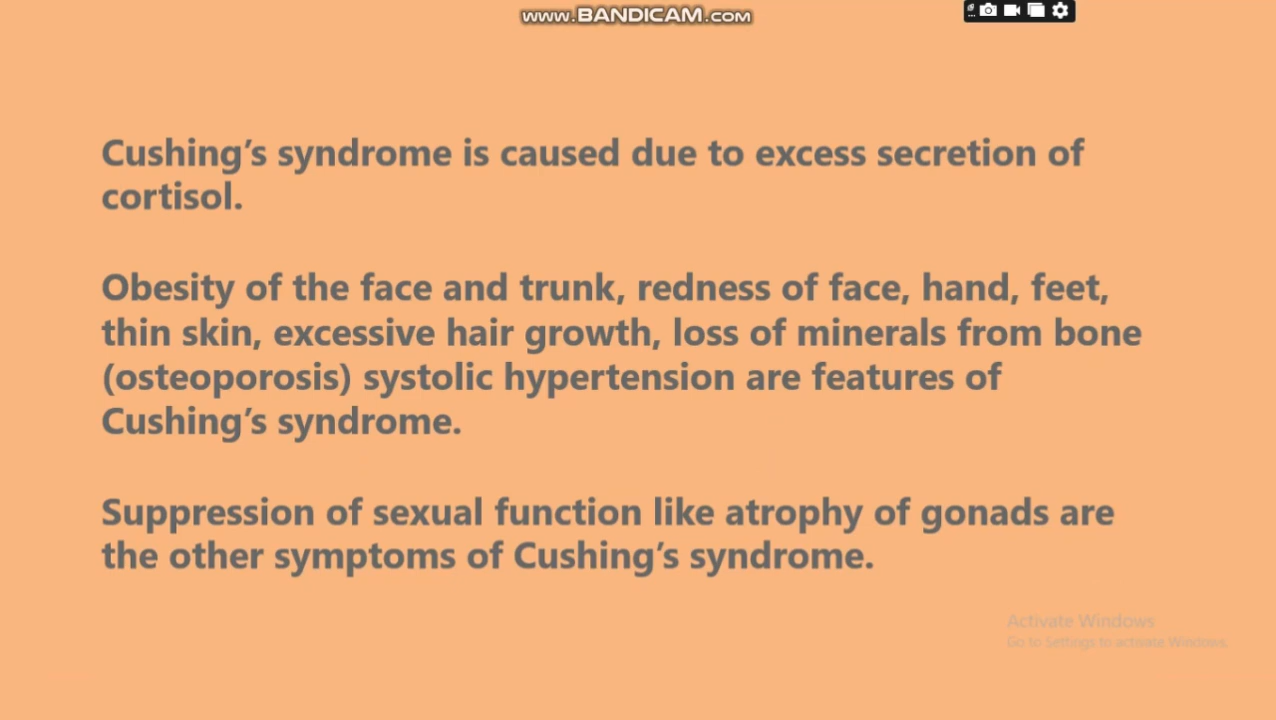 www.BANDICAM.com
Cushing’s syndrome is caused due to excess secretion of
cortisol.
Obesity of the face and trunk, redness of face, hand, feet,
thin skin, excessive hair growth, loss of minerals from bone
(osteoporosis) systolic hypertension are features of
Cushing’s syndrome.
Suppression of sexual function like atrophy of gonads are
the other symptoms of Cushing’s syndrome.
Activate Windows
Go to Settings to activate Windows.